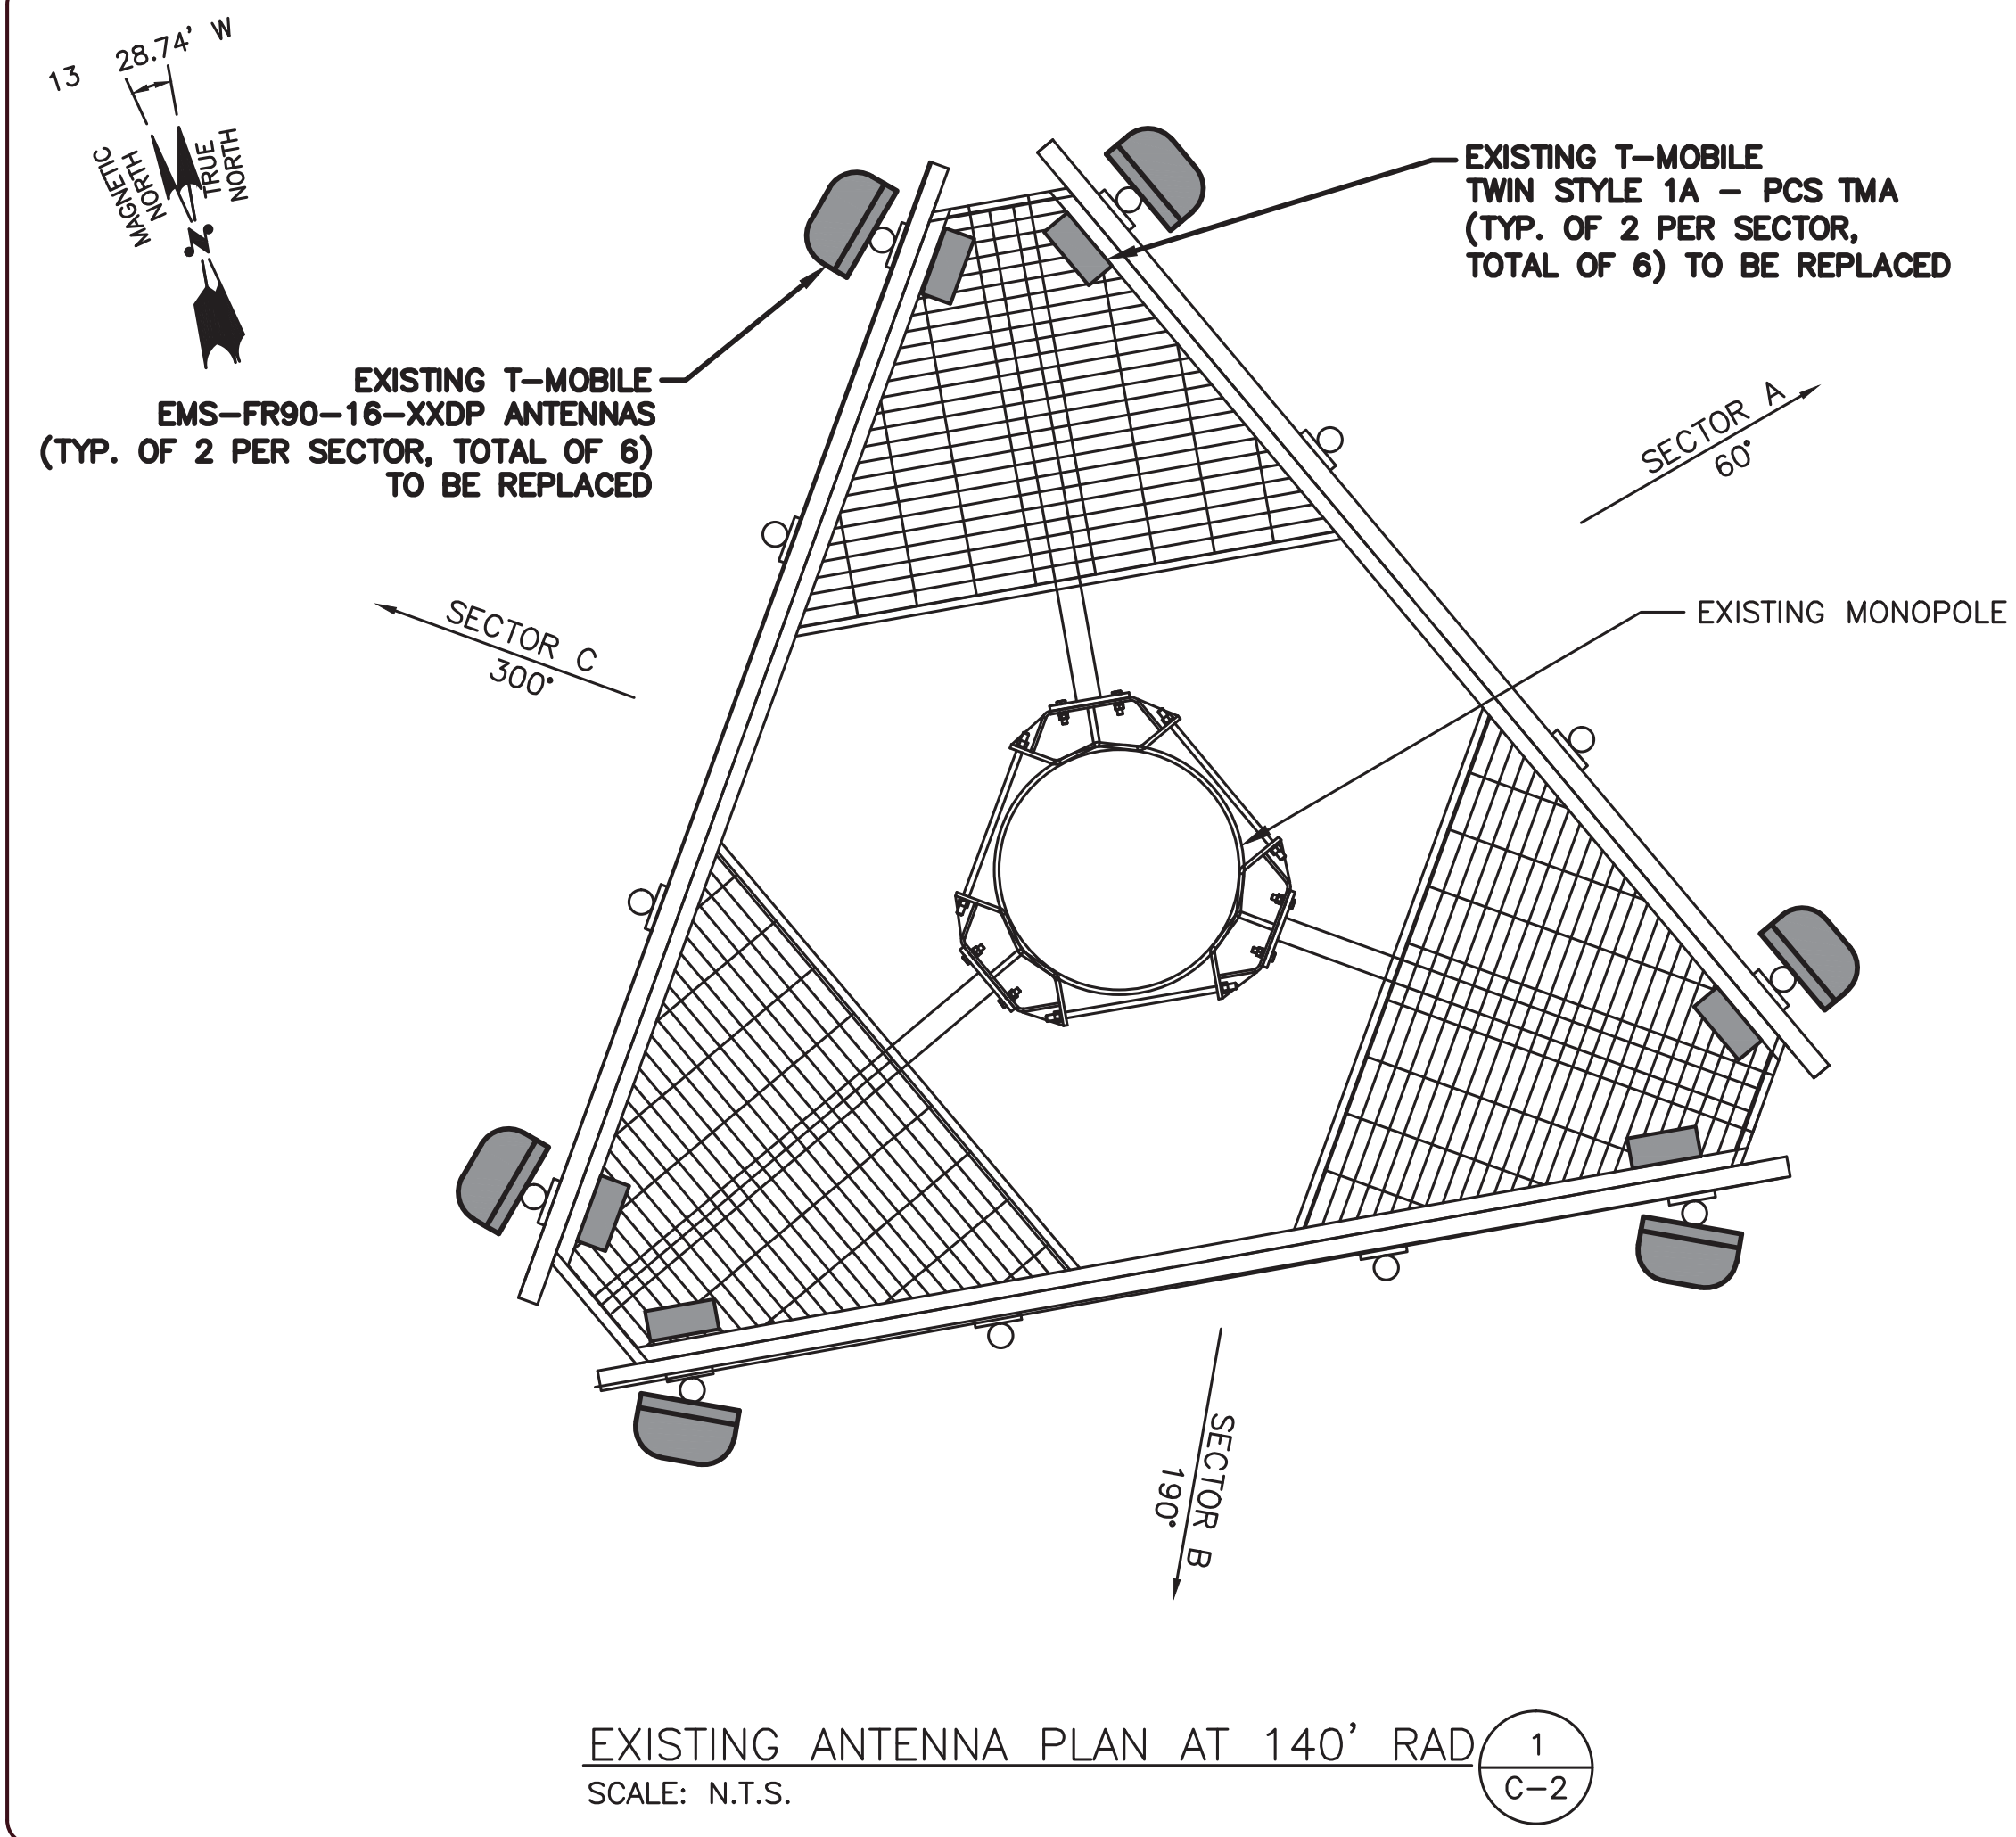 13 28.74' W
MAGNETIC
NORTH
TRUE
NORTH
N
EXISTING T-MOBILE
TWIN STYLE 1A - PCS TMA
(TYP. OF 2 PER SECTOR,
TOTAL OF 6) TO BE REPLACED
EXISTING T-MOBILE
EMS-FR90-16-XXDP ANTENNAS
(TYP. OF 2 PER SECTOR, TOTAL OF 6)
TO BE REPLACED
SECTOR A
60°
EXISTING MONOPOLE
SECTOR C
300°
SECTOR B
190°
EXISTING ANTENNA PLAN AT 140' RAD
SCALE: N.T.S.
1
C-2